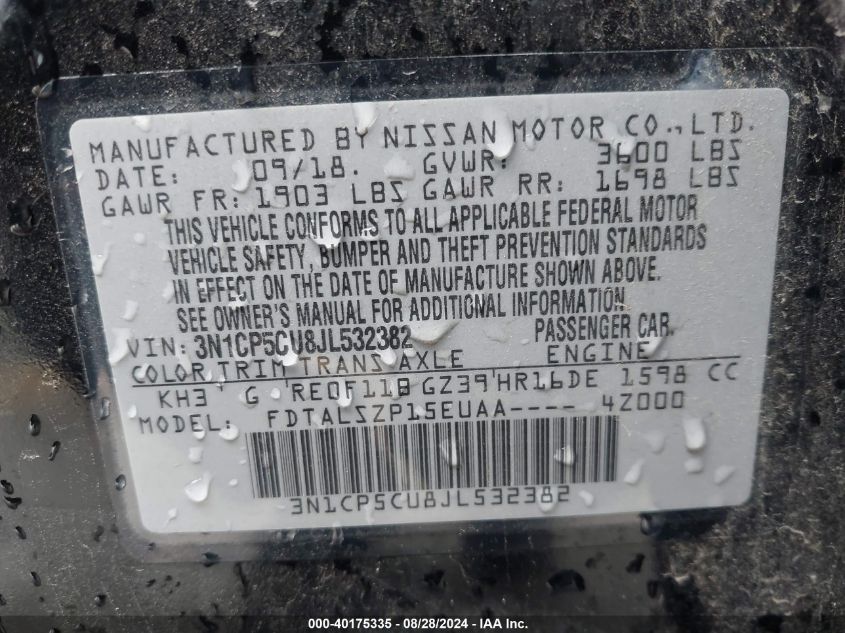 MANUFACTURED BY NISSAN MOTOR CO., LTD.
DATE: 09/18. GVWR: 3600 LBS
GAWR FR: 1903 LBS GAWR RR: 1698 LBS
THIS VEHICLE CONFORMS TO ALL APPLICABLE FEDERAL MOTOR
VEHICLE SAFETY, BUMPER AND THEFT PREVENTION STANDARDS
IN EFFECT ON THE DATE OF MANUFACTURE SHOWN ABOVE.
SEE OWNER'S MANUAL FOR ADDITIONAL INFORMATION.
VIN: 3N1CP5CU8JL532382 PASSENGER CAR.
COLOR TRIM TRANS AXLE ENGINE
KH3 G RE0F11B GZ39 HR16DE 1598 CC
MODEL: FDTALSZP15EUAA---- 4Z000
3N1CP5CU8JL532382
000-40175335 - 08/28/2024 - © IAA, Inc.